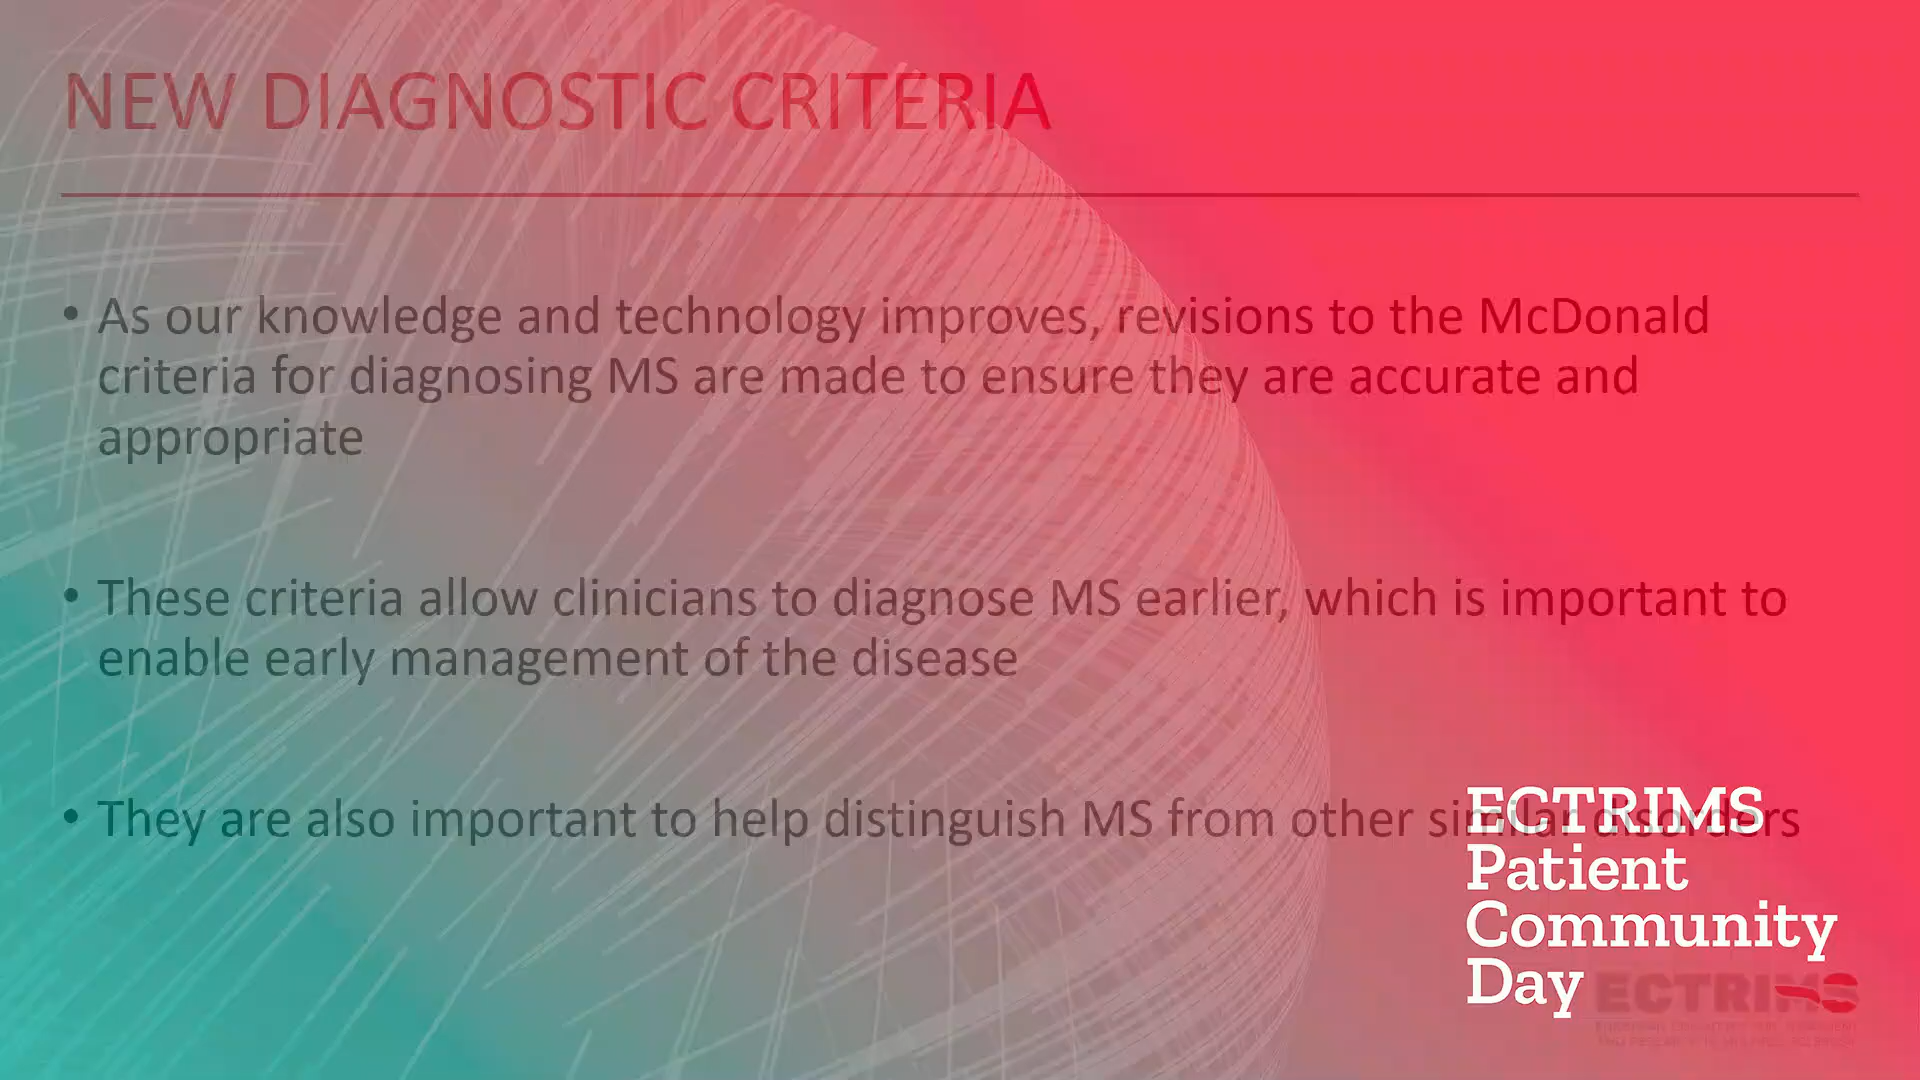 NEW DIAGNOSTIC CRITERIA
• As our knowledge and technology improves, revisions to the McDonald
criteria for diagnosing MS are made to ensure they are accurate and
appropriate
• These criteria allow clinicians to diagnose MS earlier, which is important to
enable early management of the disease
• They are also important to help distinguish MS from other similar disorders
ECTRIMS
Patient
Community
Day
ECTRIMS